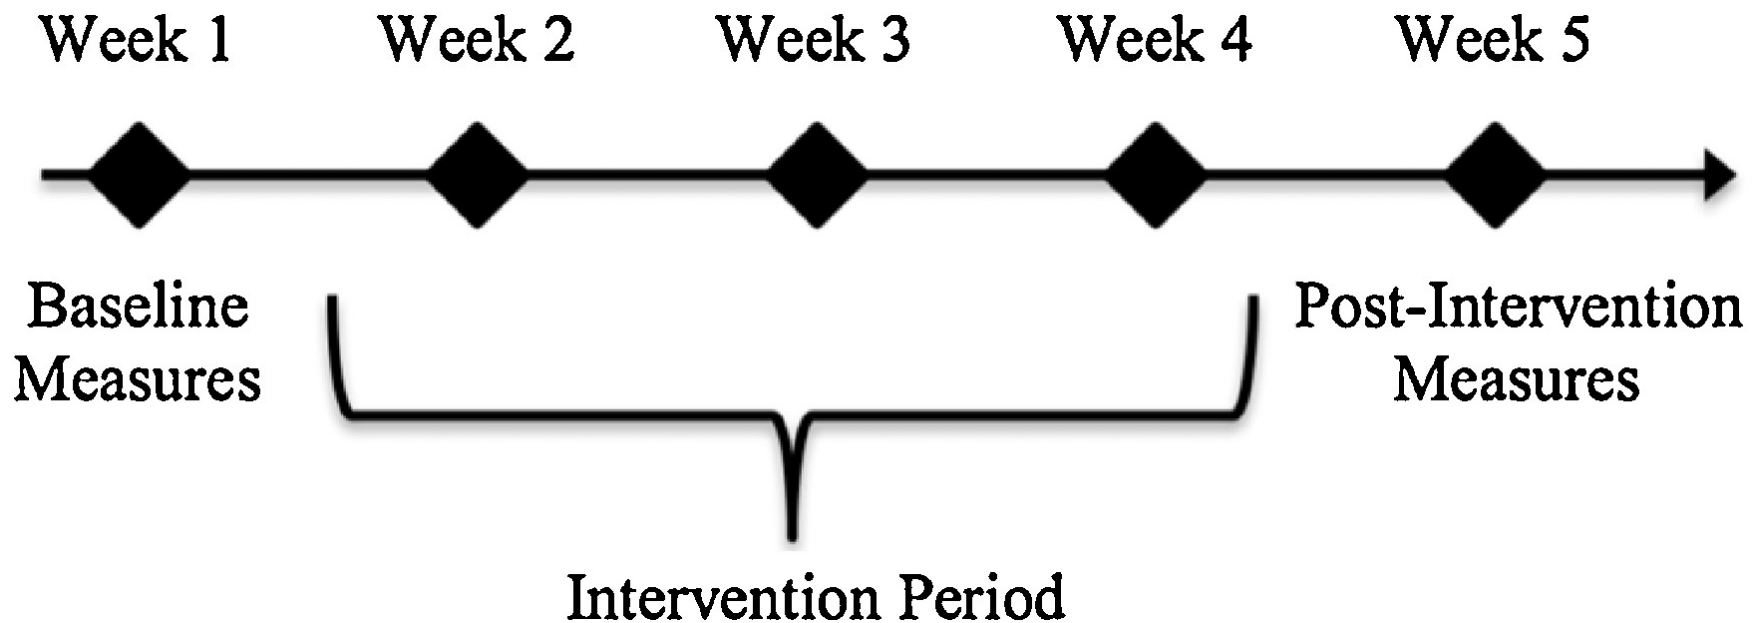 Week 1 Week 2 Week 3 Week 4 Week 5
Baseline
Measures
Post-Intervention
Measures
Intervention Period